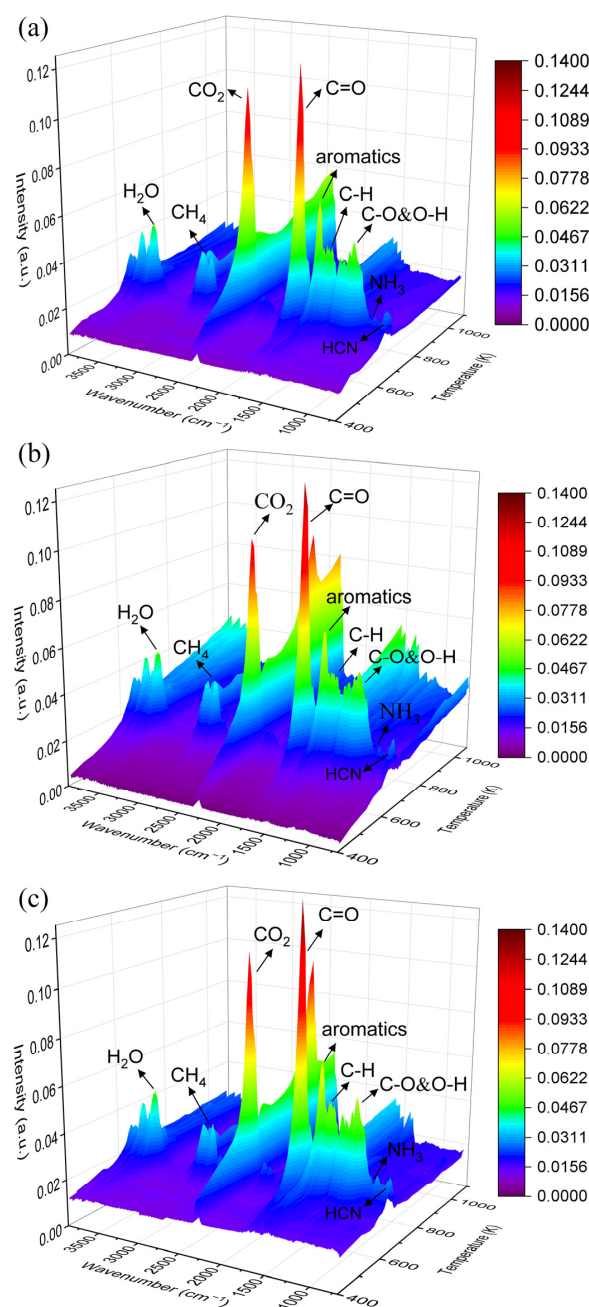 (a)
0.12
0.10
0.08
0.06
0.04
0.02
0.00
Intensity (a.u.)
CO₂
C=O
aromatics
C-H
C-O&O-H
H₂O
CH₄
NH₃
HCN
3500
3000
2500
2000
1500
1000
Wavenumber (cm⁻¹)
400
600
800
1000
Temperature (K)
0.1400
0.1244
0.1089
0.0933
0.0778
0.0622
0.0467
0.0311
0.0156
0.0000
(b)
0.12
0.10
0.08
0.06
0.04
0.02
0.00
Intensity (a.u.)
CO₂
C=O
aromatics
C-H
C-O&O-H
H₂O
CH₄
NH₃
HCN
3500
3000
2500
2000
1500
1000
Wavenumber (cm⁻¹)
400
600
800
1000
Temperature (K)
0.1400
0.1244
0.1089
0.0933
0.0778
0.0622
0.0467
0.0311
0.0156
0.0000
(c)
0.12
0.10
0.08
0.06
0.04
0.02
0.00
Intensity (a.u.)
CO₂
C=O
aromatics
C-H
C-O&O-H
H₂O
CH₄
NH₃
HCN
3500
3000
2500
2000
1500
1000
Wavenumber (cm⁻¹)
400
600
800
1000
Temperature (K)
0.1400
0.1244
0.1089
0.0933
0.0778
0.0622
0.0467
0.0311
0.0156
0.0000